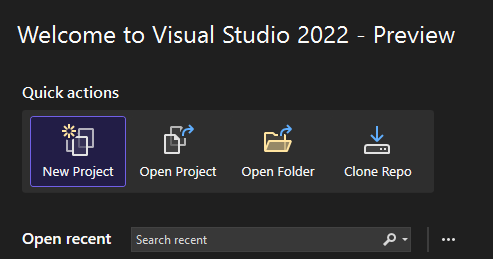 Welcome to Visual Studio 2022 - Preview
Quick actions
New Project Open Project Open Folder Clone Repo
Open recent Search recent